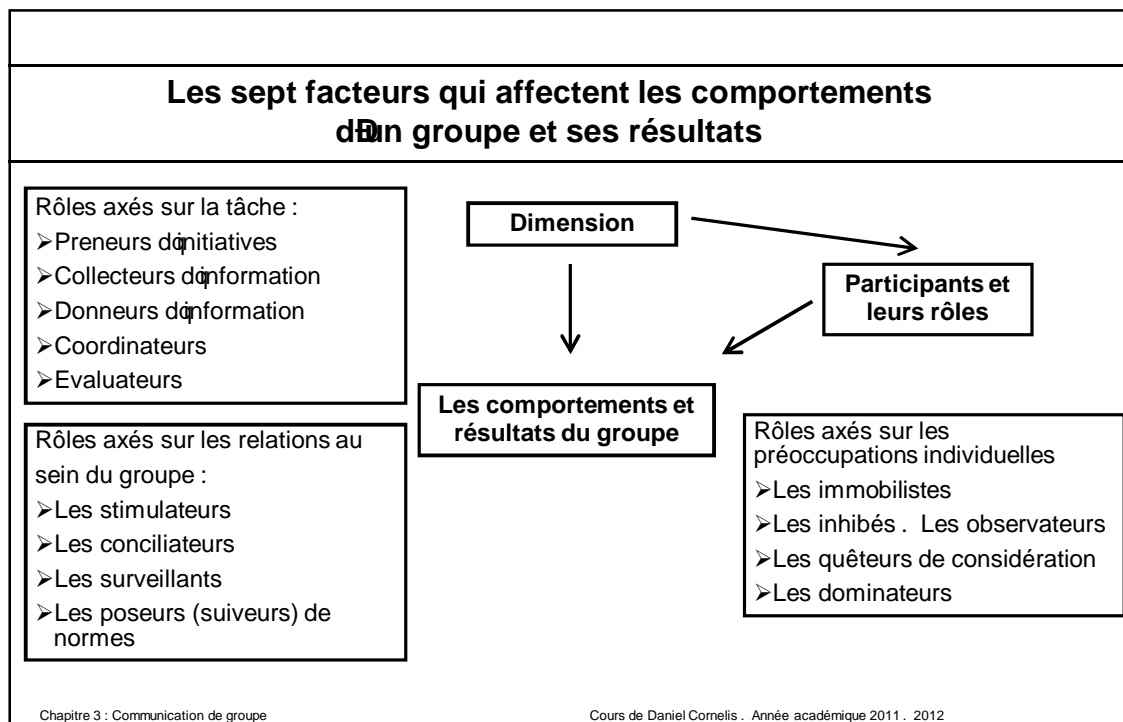 Les sept facteurs qui affectent les comportements
d'un groupe et ses résultats
Rôles axés sur la tâche :
➢Preneurs d'initiatives
➢Collecteurs d'information
➢Donneurs d'information
➢Coordinateurs
➢Evaluateurs
Rôles axés sur les relations au
sein du groupe :
➢Les stimulateurs
➢Les conciliateurs
➢Les surveillants
➢Les poseurs (suiveurs) de
normes
Dimension
Participants et
leurs rôles
Les comportements et
résultats du groupe
Rôles axés sur les
préoccupations individuelles
➢Les immobilistes
➢Les inhibés . Les observateurs
➢Les quêteurs de considération
➢Les dominateurs
Chapitre 3 : Communication de groupe
Cours de Daniel Cornelis . Année académique 2011 . 2012